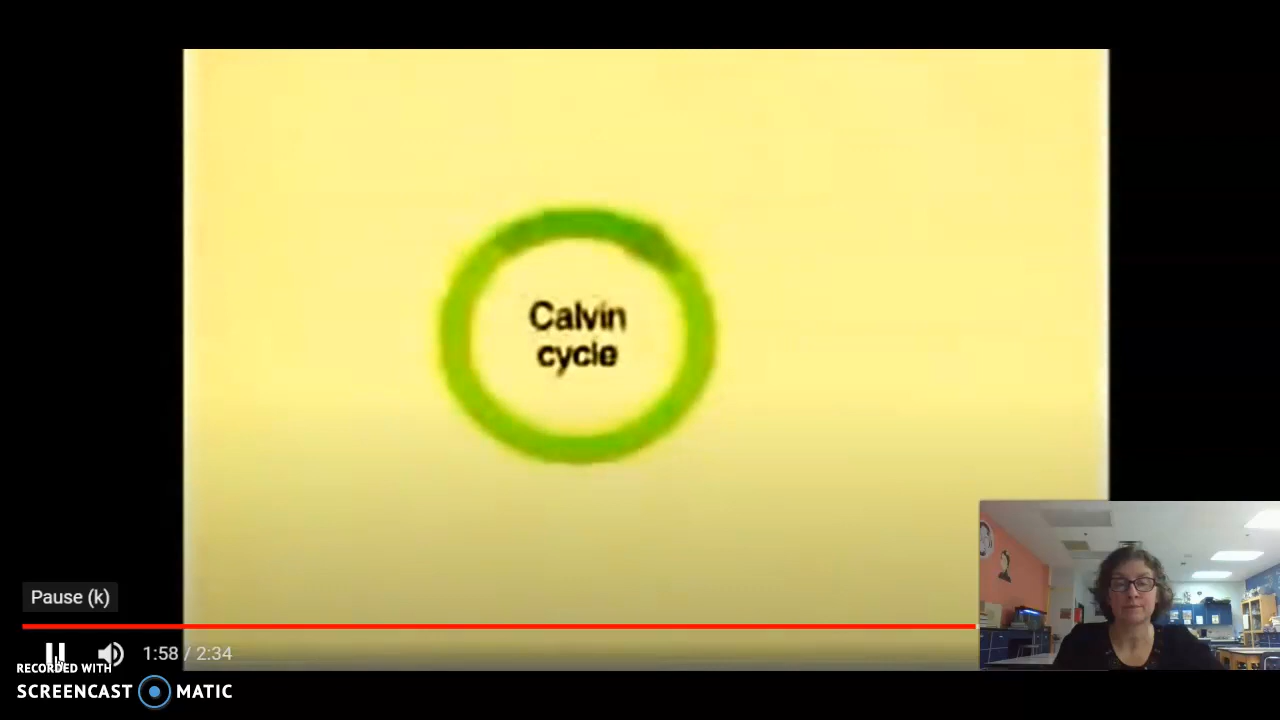 Calvin
cycle
Pause (k)
1:58 / 2:34
RECORDED WITH
SCREENCAST MATIC